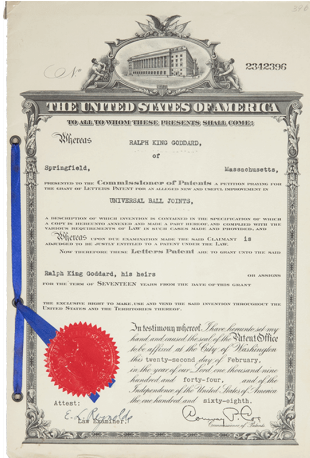 No
2342396
THE UNITED STATES OF AMERICA
TO ALL TO WHOM THESE PRESENTS SHALL COME:
Whereas RALPH KING GODDARD,
of
Springfield, Massachusetts,
PRESENTED TO THE Commissioner of Patents A PETITION PRAYING FOR
THE GRANT OF LETTERS PATENT FOR AN ALLEGED NEW AND USEFUL IMPROVEMENT IN
UNIVERSAL BALL JOINTS,
A DESCRIPTION OF WHICH INVENTION IS CONTAINED IN THE SPECIFICATION OF WHICH
A COPY IS HEREUNTO ANNEXED AND MADE A PART HEREOF, AND COMPLIED WITH THE
VARIOUS REQUIREMENTS OF LAW IN SUCH CASES MADE AND PROVIDED, AND
Whereas UPON DUE EXAMINATION MADE THE SAID CLAIMANT is
ADJUDGED TO BE JUSTLY ENTITLED TO A PATENT UNDER THE LAW.
NOW THEREFORE THESE Letters Patent ARE TO GRANT UNTO THE SAID
Ralph King Goddard, his heirs OR ASSIGNS
FOR THE TERM OF SEVENTEEN YEARS FROM THE DATE OF THIS GRANT
THE EXCLUSIVE RIGHT TO MAKE, USE AND VEND THE SAID INVENTION THROUGHOUT THE
UNITED STATES AND THE TERRITORIES THEREOF.
In testimony whereof, I have hereunto set my
hand and caused the seal of the Patent Office
to be affixed at the City of Washington
this twenty-second day of February,
in the year of our Lord one thousand nine
hundred and forty-four, and of the
Independence of the United States of America
the one hundred and sixty-eighth.
Attest:
E. L. Reynolds
Law Examiner.